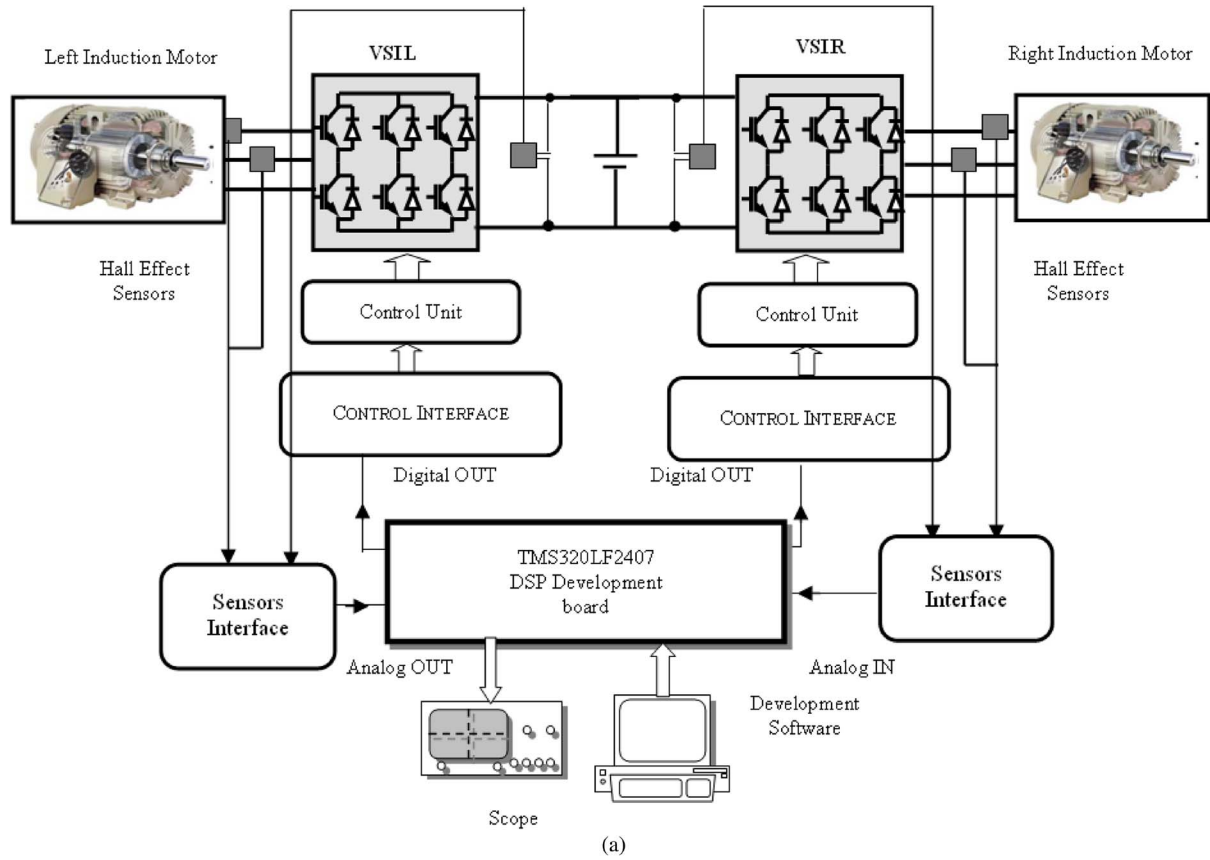 VSIL
VSIR
Left Induction Motor
Right Induction Motor
Hall Effect
Sensors
Hall Effect
Sensors
Control Unit
Control Unit
CONTROL INTERFACE
CONTROL INTERFACE
Digital OUT
Digital OUT
TMS320LF2407
DSP Development
board
Sensors
Interface
Sensors
Interface
Analog OUT
Analog IN
Development
Software
Scope
(a)